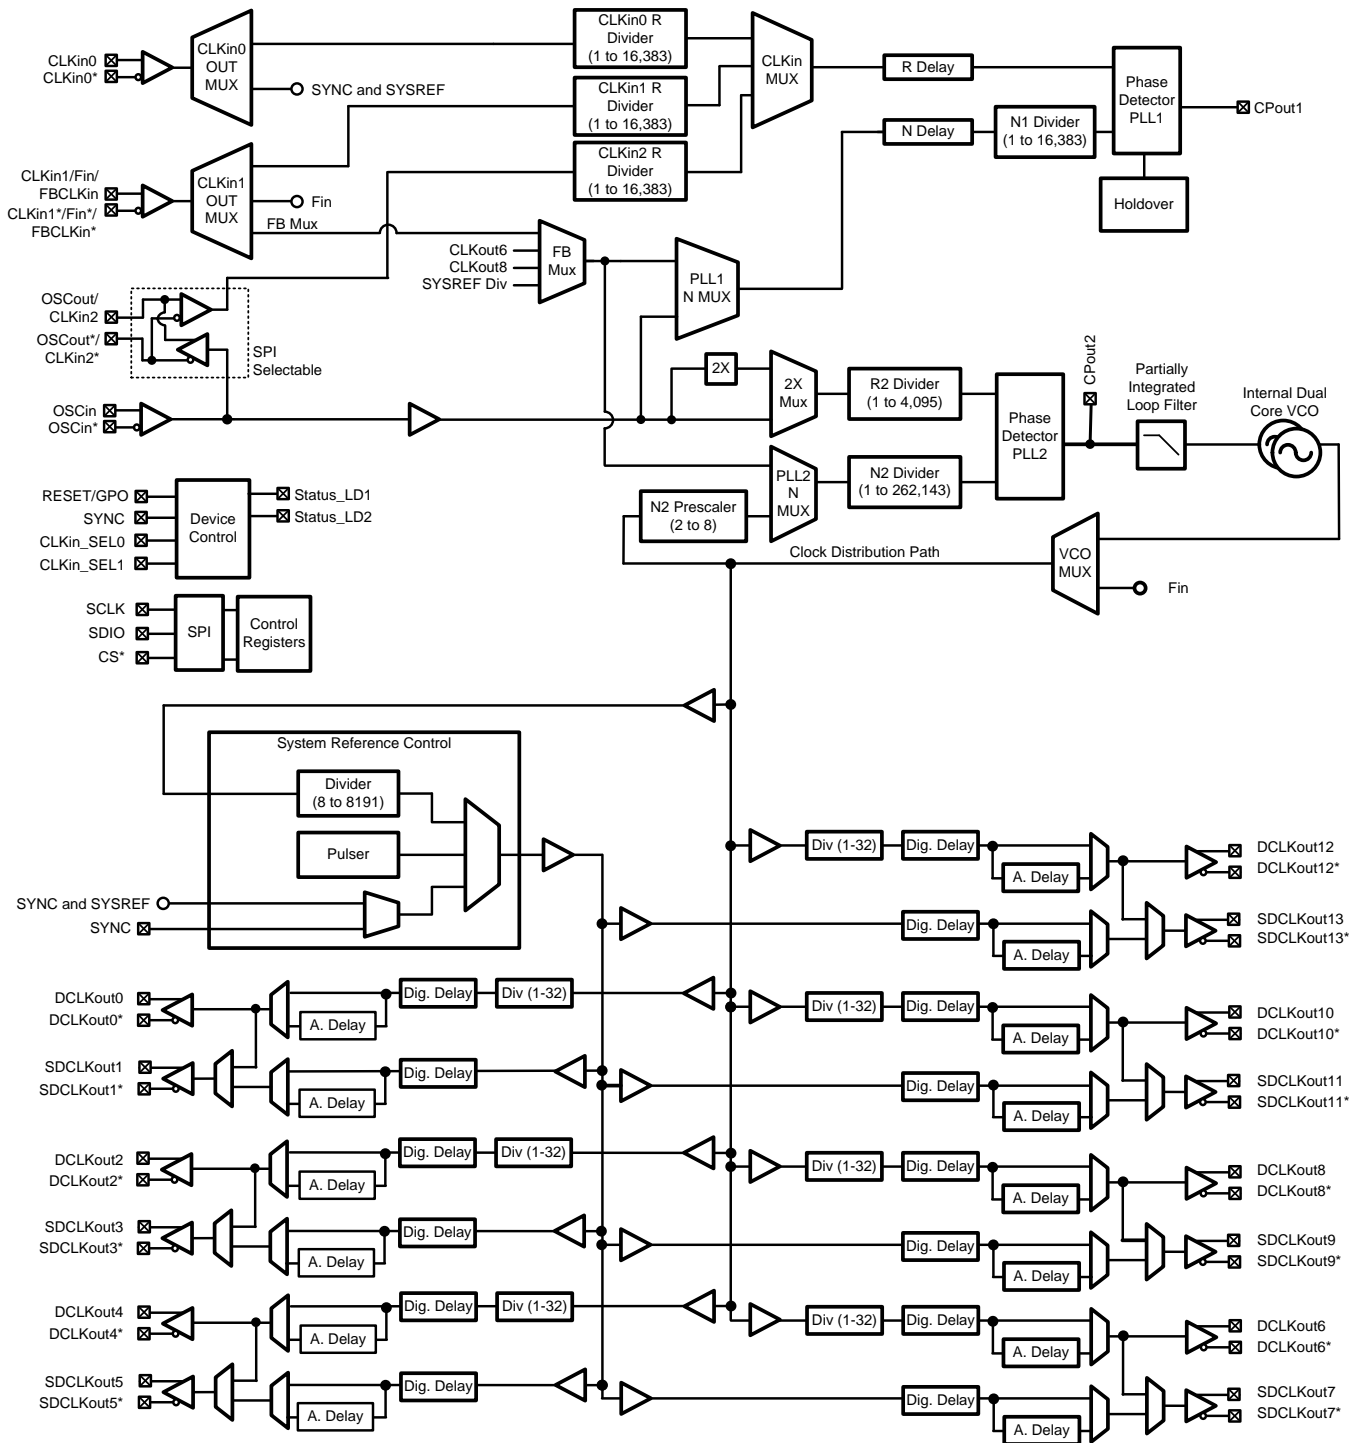 CLKin0
CLKin0*
CLKin0
OUT
MUX
SYNC and SYSREF
CLKin0 R
Divider
(1 to 16,383)
CLKin1 R
Divider
(1 to 16,383)
CLKin2 R
Divider
(1 to 16,383)
CLKin
MUX
R Delay
N Delay
N1 Divider
(1 to 16,383)
Phase
Detector
PLL1
CPout1
Holdover
CLKin1/Fin/
FBCLKin
CLKin1*/Fin*/
FBCLKin*
CLKin1
OUT
MUX
Fin
FB Mux
CLKout6
CLKout8
SYSREF Div
FB
Mux
PLL1
N MUX
OSCout/
CLKin2
OSCout*/
CLKin2*
SPI
Selectable
OSCin
OSCin*
2X
2X
Mux
R2 Divider
(1 to 4,095)
Phase
Detector
PLL2
CPout2
Partially
Integrated
Loop Filter
Internal Dual
Core VCO
PLL2
N
MUX
N2 Divider
(1 to 262,143)
N2 Prescaler
(2 to 8)
Clock Distribution Path
VCO
MUX
Fin
RESET/GPO
SYNC
CLKin_SEL0
CLKin_SEL1
Device
Control
Status_LD1
Status_LD2
SCLK
SDIO
CS*
SPI
Control
Registers
System Reference Control
Divider
(8 to 8191)
Pulser
SYNC and SYSREF
SYNC
Div (1-32)
Dig. Delay
A. Delay
DCLKout12
DCLKout12*
Dig. Delay
A. Delay
SDCLKout13
SDCLKout13*
DCLKout0
DCLKout0*
A. Delay
Dig. Delay
Div (1-32)
Div (1-32)
Dig. Delay
A. Delay
DCLKout10
DCLKout10*
SDCLKout1
SDCLKout1*
A. Delay
Dig. Delay
Dig. Delay
A. Delay
SDCLKout11
SDCLKout11*
DCLKout2
DCLKout2*
A. Delay
Dig. Delay
Div (1-32)
Div (1-32)
Dig. Delay
A. Delay
DCLKout8
DCLKout8*
SDCLKout3
SDCLKout3*
A. Delay
Dig. Delay
Dig. Delay
A. Delay
SDCLKout9
SDCLKout9*
DCLKout4
DCLKout4*
A. Delay
Dig. Delay
Div (1-32)
Div (1-32)
Dig. Delay
A. Delay
DCLKout6
DCLKout6*
SDCLKout5
SDCLKout5*
A. Delay
Dig. Delay
Dig. Delay
A. Delay
SDCLKout7
SDCLKout7*